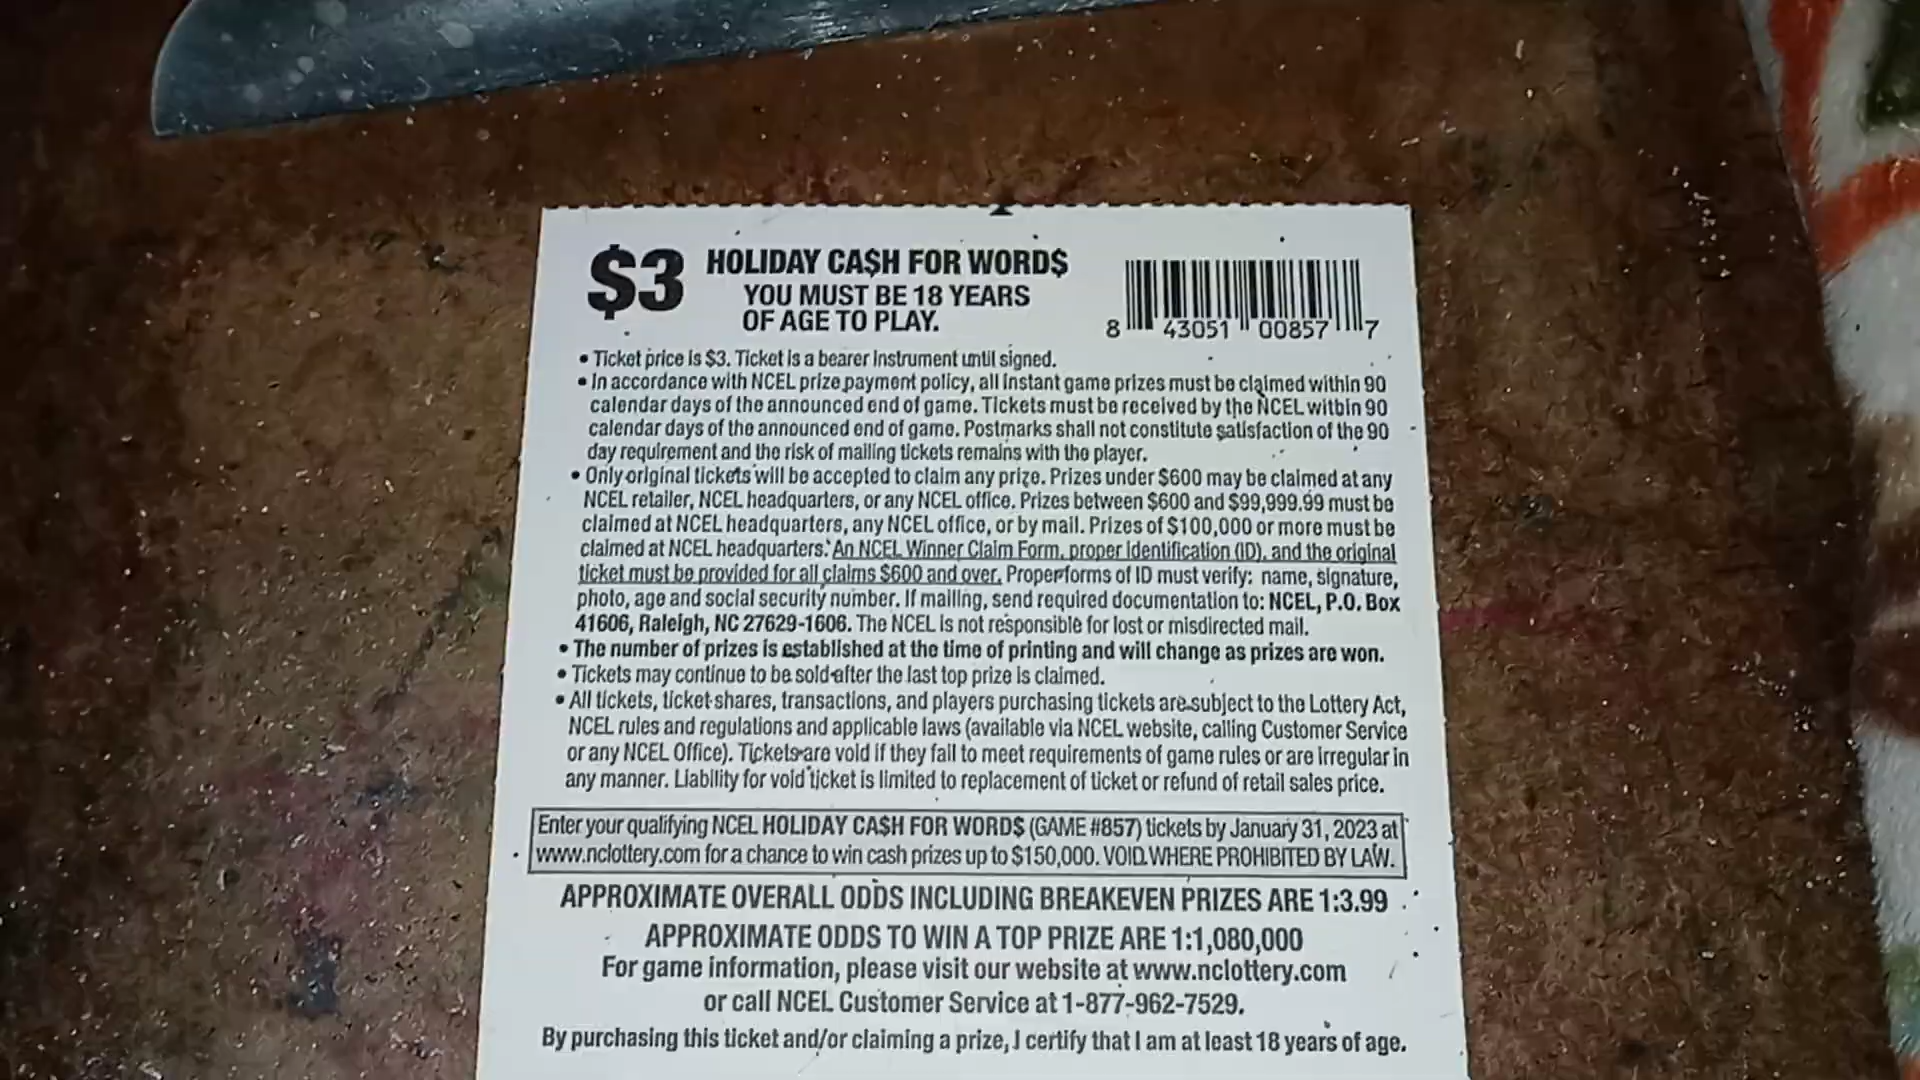 $3 HOLIDAY CA$H FOR WORD$
YOU MUST BE 18 YEARS
OF AGE TO PLAY.
8 43051 00857 7
• Ticket price is $3. Ticket is a bearer instrument until signed.
• In accordance with NCEL prize payment policy, all instant game prizes must be claimed within 90
calendar days of the announced end of game. Tickets must be received by the NCEL within 90
calendar days of the announced end of game. Postmarks shall not constitute satisfaction of the 90
day requirement and the risk of mailing tickets remains with the player.
• Only original tickets will be accepted to claim any prize. Prizes under $600 may be claimed at any
NCEL retailer, NCEL headquarters, or any NCEL office. Prizes between $600 and $99,999.99 must be
claimed at NCEL headquarters, any NCEL office, or by mail. Prizes of $100,000 or more must be
claimed at NCEL headquarters. An NCEL Winner Claim Form, proper identification (ID), and the original
ticket must be provided for all claims $600 and over. Proper forms of ID must verify: name, signature,
photo, age and social security number. If mailing, send required documentation to: NCEL, P.O. Box
41606, Raleigh, NC 27629-1606. The NCEL is not responsible for lost or misdirected mail.
• The number of prizes is established at the time of printing and will change as prizes are won.
• Tickets may continue to be sold after the last top prize is claimed.
• All tickets, ticket shares, transactions, and players purchasing tickets are subject to the Lottery Act,
NCEL rules and regulations and applicable laws (available via NCEL website, calling Customer Service
or any NCEL Office). Tickets are void if they fail to meet requirements of game rules or are irregular in
any manner. Liability for void ticket is limited to replacement of ticket or refund of retail sales price.
Enter your qualifying NCEL HOLIDAY CA$H FOR WORD$ (GAME #857) tickets by January 31, 2023 at
www.nclottery.com for a chance to win cash prizes up to $150,000. VOID WHERE PROHIBITED BY LAW.
APPROXIMATE OVERALL ODDS INCLUDING BREAKEVEN PRIZES ARE 1:3.99
APPROXIMATE ODDS TO WIN A TOP PRIZE ARE 1:1,080,000
For game information, please visit our website at www.nclottery.com
or call NCEL Customer Service at 1-877-962-7529.
By purchasing this ticket and/or claiming a prize, I certify that I am at least 18 years of age.